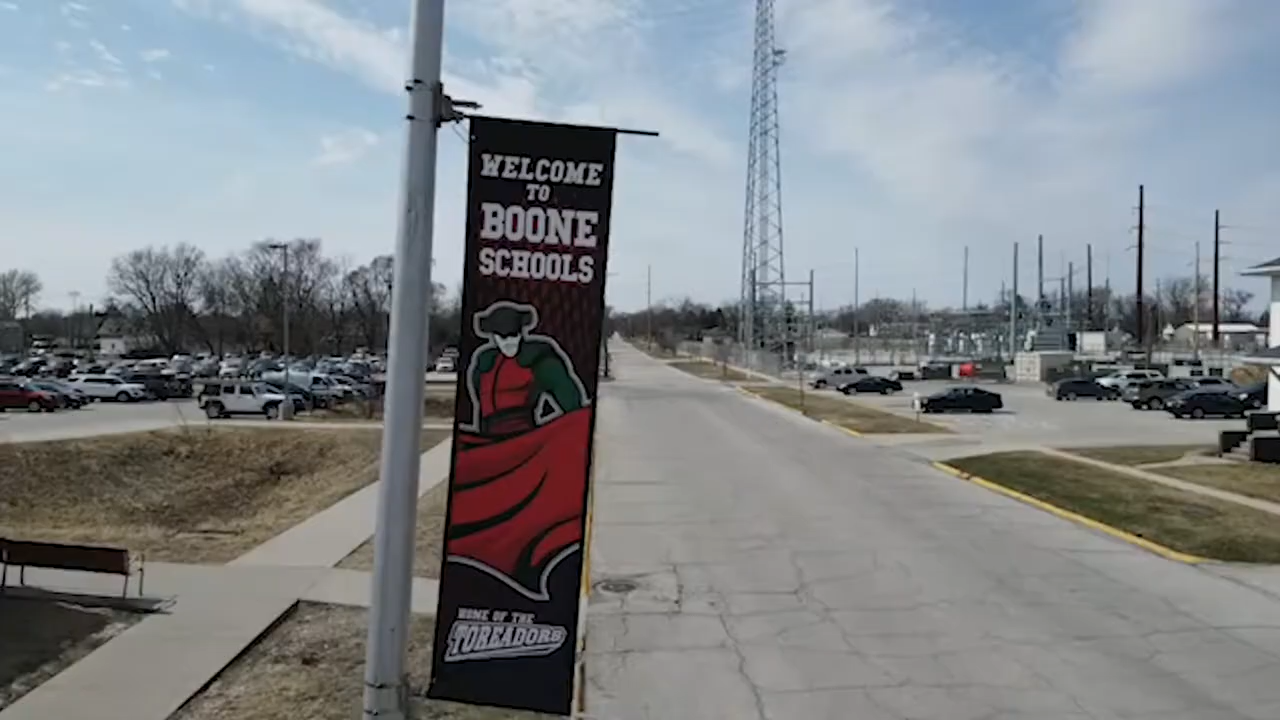 WELCOME
TO
BOONE
SCHOOLS
HOME OF THE
TOREADORS